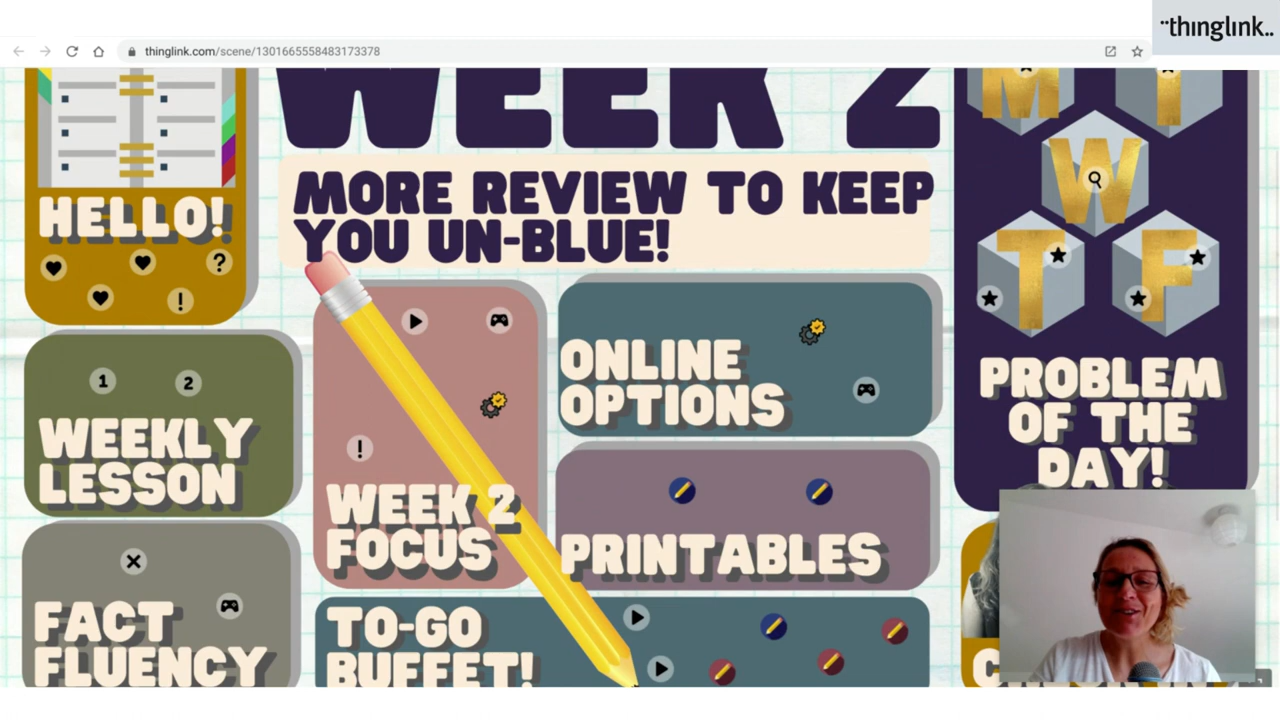 thinglink..
thinglink.com/scene/1301665558483173378
WEEK 2
MORE REVIEW TO KEEP
YOU UN-BLUE!
HELLO!
?
!
M
T
W
T
F
PROBLEM
OF THE
DAY!
1
2
WEEKLY
LESSON
!
WEEK 2
FOCUS
ONLINE
OPTIONS
PRINTABLES
FACT
FLUENCY
TO-GO
BUFFET!